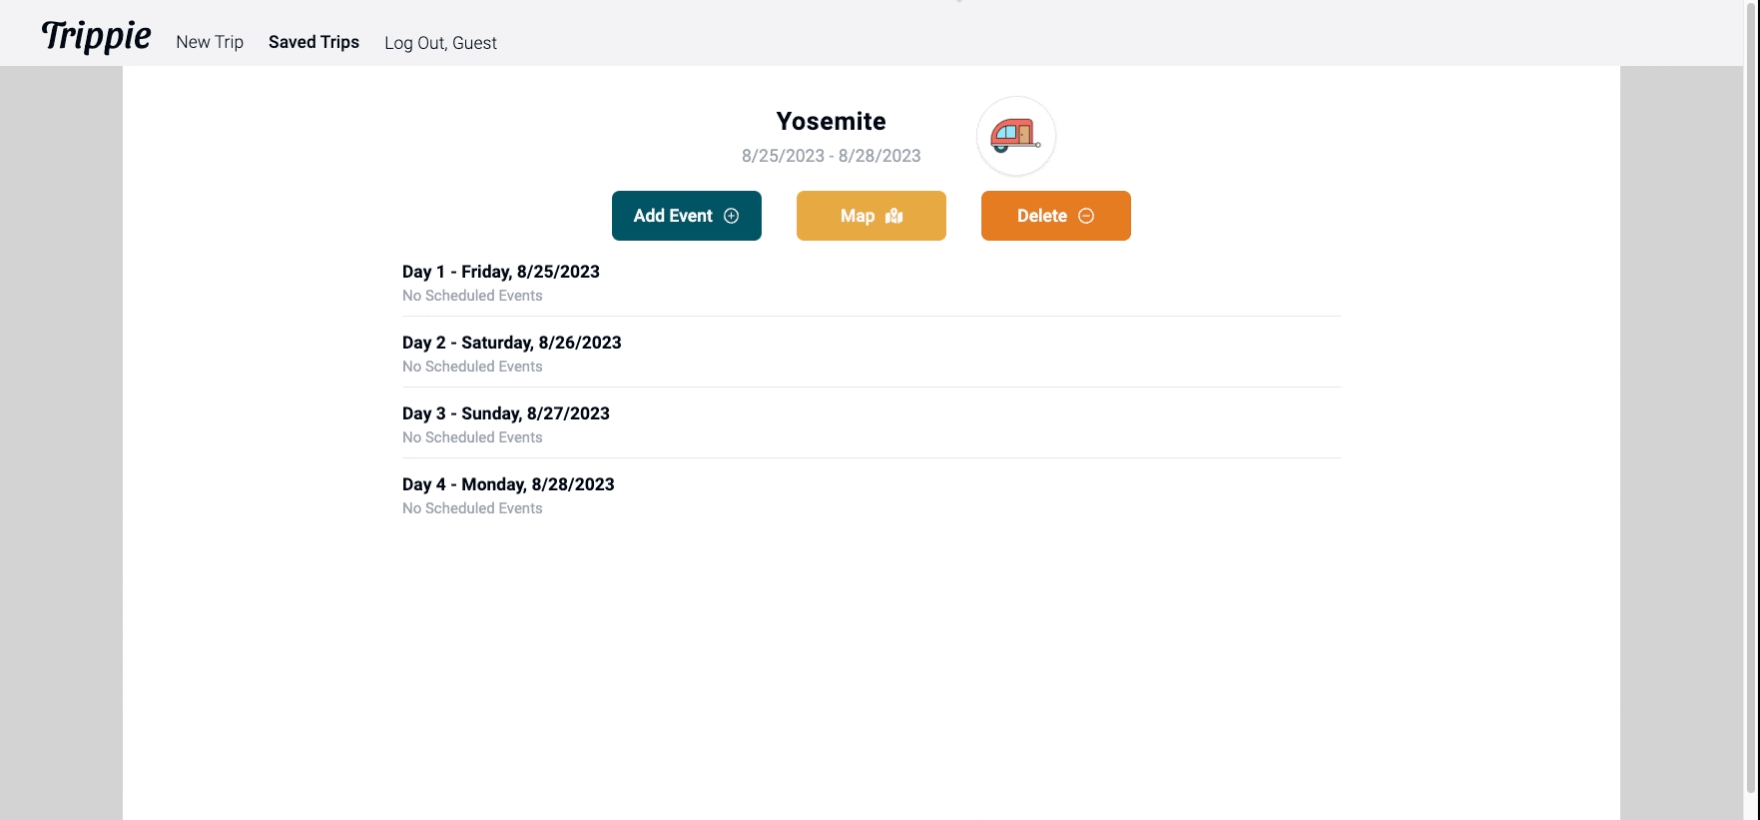 Trippie New Trip Saved Trips Log Out, Guest
Yosemite
8/25/2023 - 8/28/2023
Add Event Map Delete
Day 1 - Friday, 8/25/2023
No Scheduled Events
Day 2 - Saturday, 8/26/2023
No Scheduled Events
Day 3 - Sunday, 8/27/2023
No Scheduled Events
Day 4 - Monday, 8/28/2023
No Scheduled Events